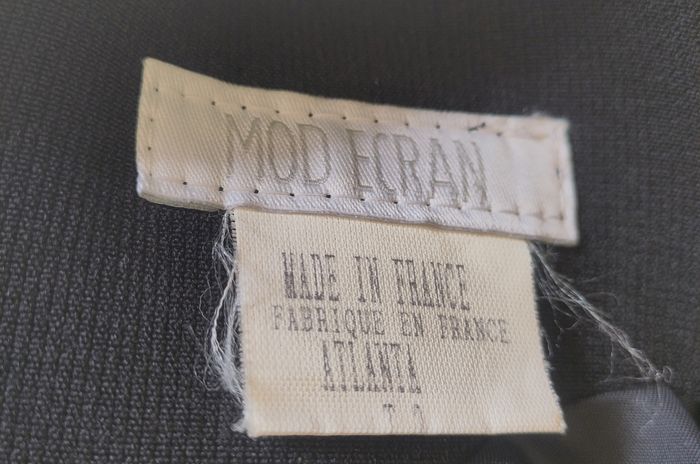 MOD ECRAN
MADE IN FRANCE
FABRIQUE EN FRANCE
ATLANTA